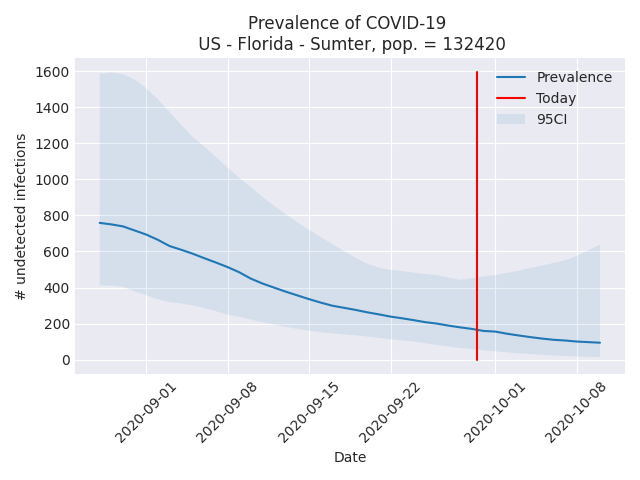 Prevalence of COVID-19
US - Florida - Sumter, pop. = 132420
Prevalence
Today
95CI
# undetected infections
1600
1400
1200
1000
800
600
400
200
0
2020-09-01
2020-09-08
2020-09-15
2020-09-22
2020-10-01
2020-10-08
Date